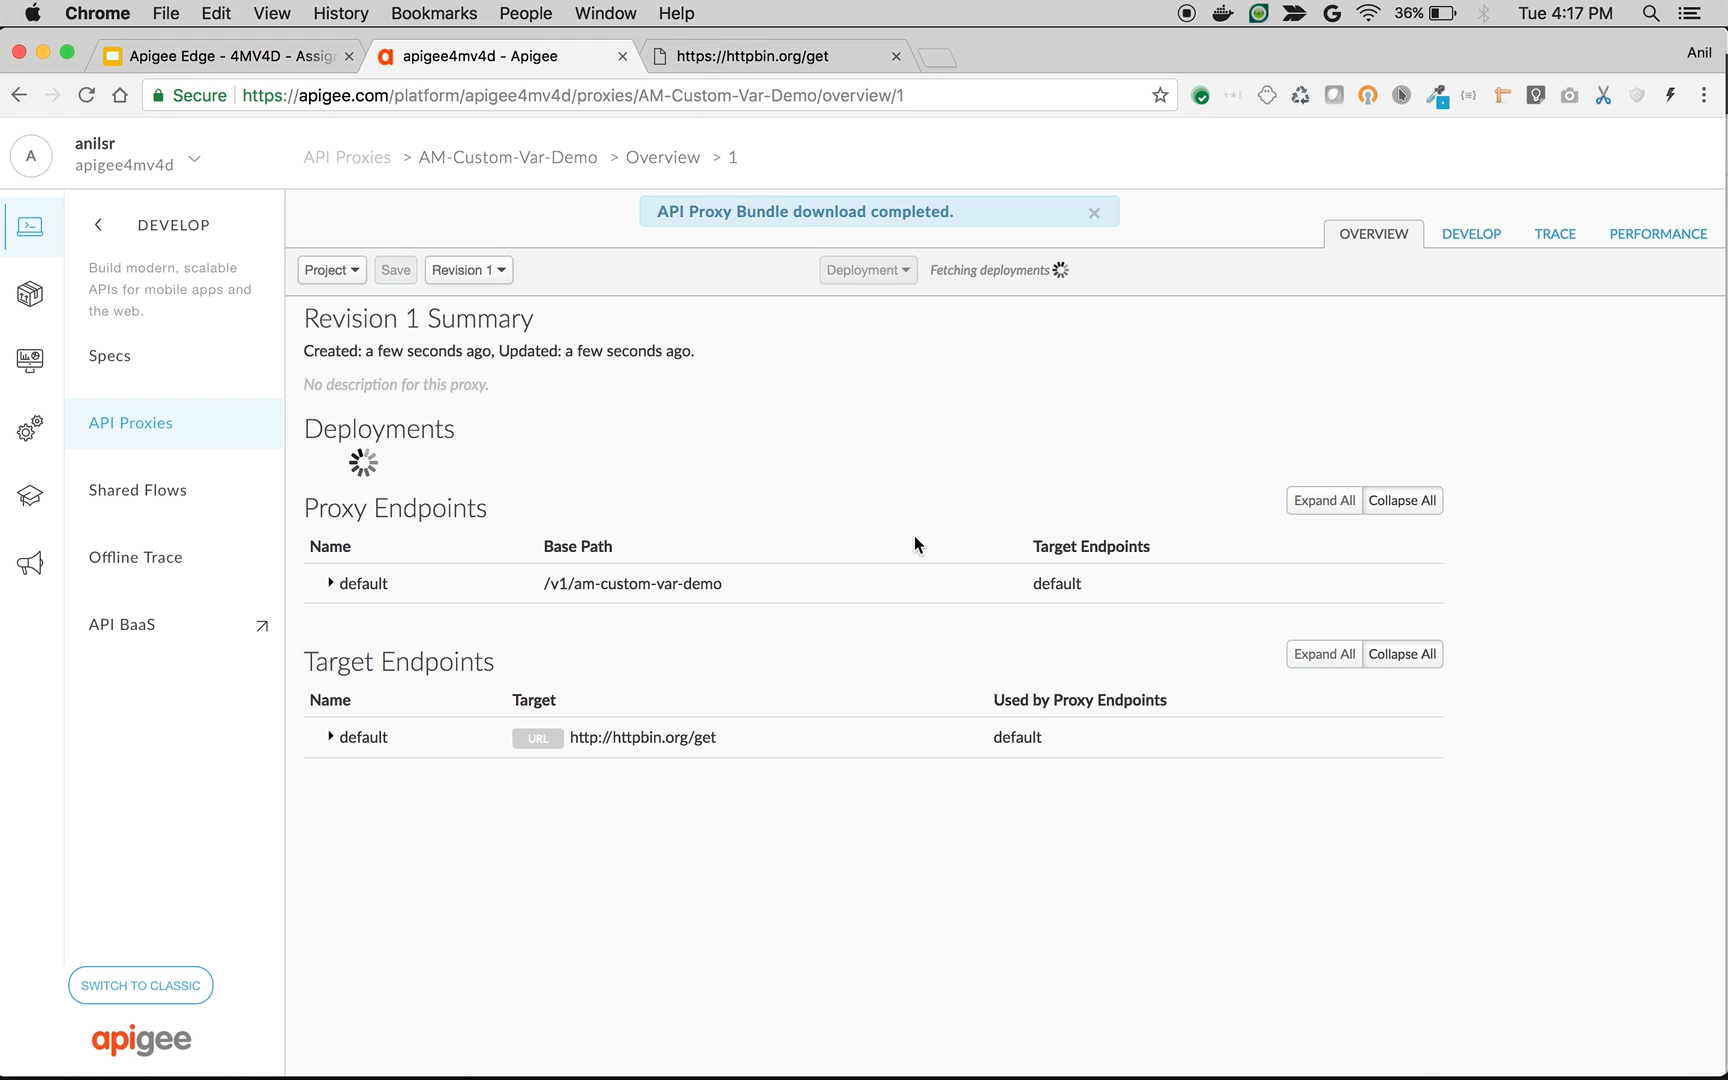 Chrome File Edit View History Bookmarks People Window Help 36% Tue 4:17 PM
Apigee Edge - 4MV4D - Assig
apigee4mv4d - Apigee
https://httpbin.org/get
Anil
Secure https://apigee.com/platform/apigee4mv4d/proxies/AM-Custom-Var-Demo/overview/1
A
anilsr
apigee4mv4d
API Proxies > AM-Custom-Var-Demo > Overview > 1
DEVELOP
Build modern, scalable
APIs for mobile apps and
the web.
Specs
API Proxies
Shared Flows
Offline Trace
API BaaS
SWITCH TO CLASSIC
apigee
API Proxy Bundle download completed.
OVERVIEW DEVELOP TRACE PERFORMANCE
Project Save Revision 1 Deployment Fetching deployments
Revision 1 Summary
Created: a few seconds ago, Updated: a few seconds ago.
No description for this proxy.
Deployments
Proxy Endpoints
Expand All Collapse All
Name Base Path Target Endpoints
default /v1/am-custom-var-demo default
Target Endpoints
Expand All Collapse All
Name Target Used by Proxy Endpoints
default URL http://httpbin.org/get default